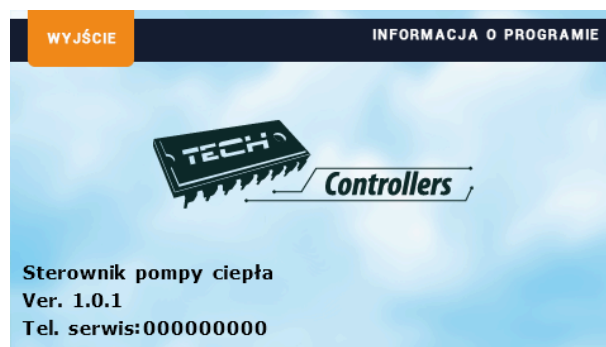 WYJŚCIE
INFORMACJA O PROGRAMIE
TECH
Controllers
Sterownik pompy ciepła
Ver. 1.0.1
Tel. serwis:000000000